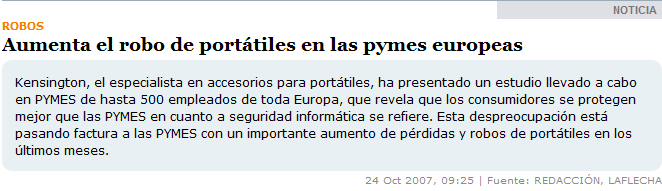 NOTICIA
ROBOS
Aumenta el robo de portátiles en las pymes europeas
Kensington, el especialista en accesorios para portátiles, ha presentado un estudio llevado a cabo
en PYMES de hasta 500 empleados de toda Europa, que revela que los consumidores se protegen
mejor que las PYMES en cuanto a seguridad informática se refiere. Esta despreocupación está
pasando factura a las PYMES con un importante aumento de pérdidas y robos de portátiles en los
últimos meses.
24 Oct 2007, 09:25 | Fuente: REDACCIÓN, LAFLECHA